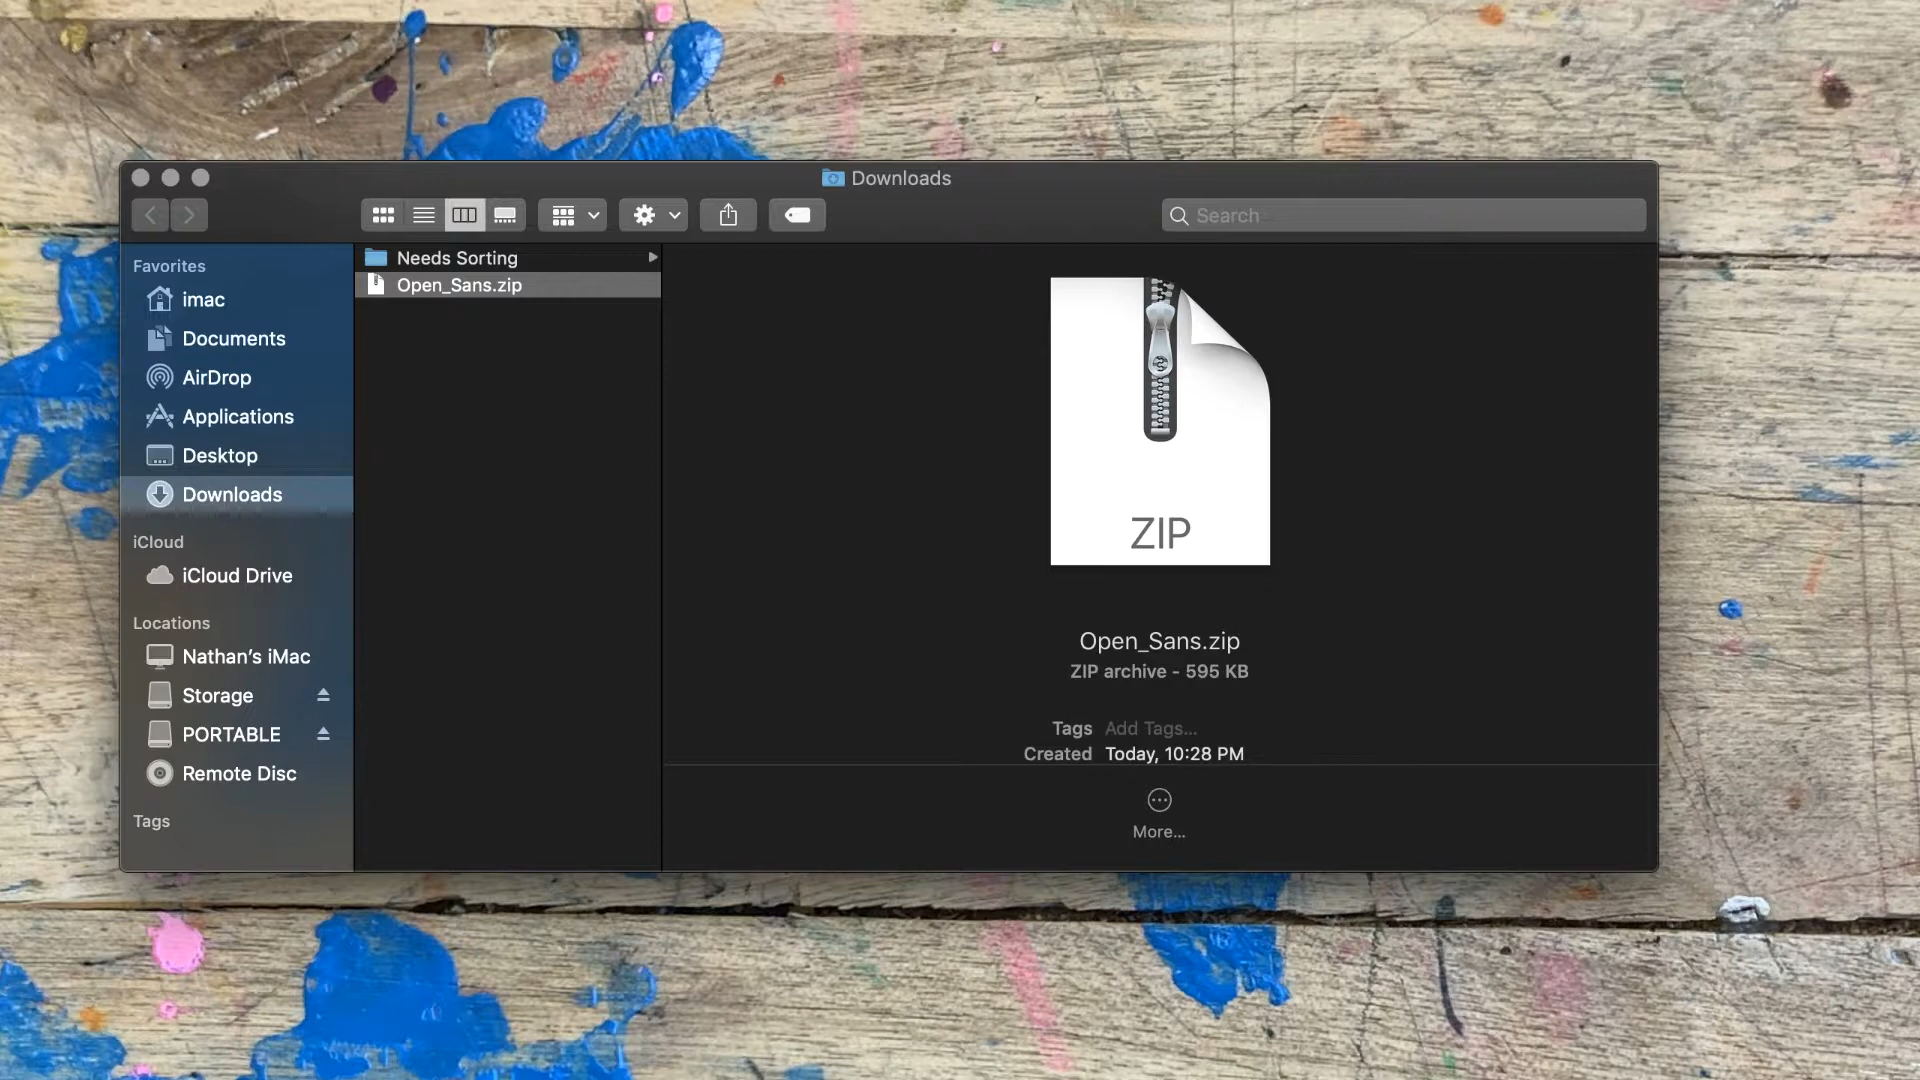 Downloads
Search
Favorites
imac
Documents
AirDrop
Applications
Desktop
Downloads
iCloud
iCloud Drive
Locations
Nathan’s iMac
Storage
PORTABLE
Remote Disc
Tags
Needs Sorting
Open_Sans.zip
ZIP
Open_Sans.zip
ZIP archive - 595 KB
Tags Add Tags...
Created Today, 10:28 PM
More...